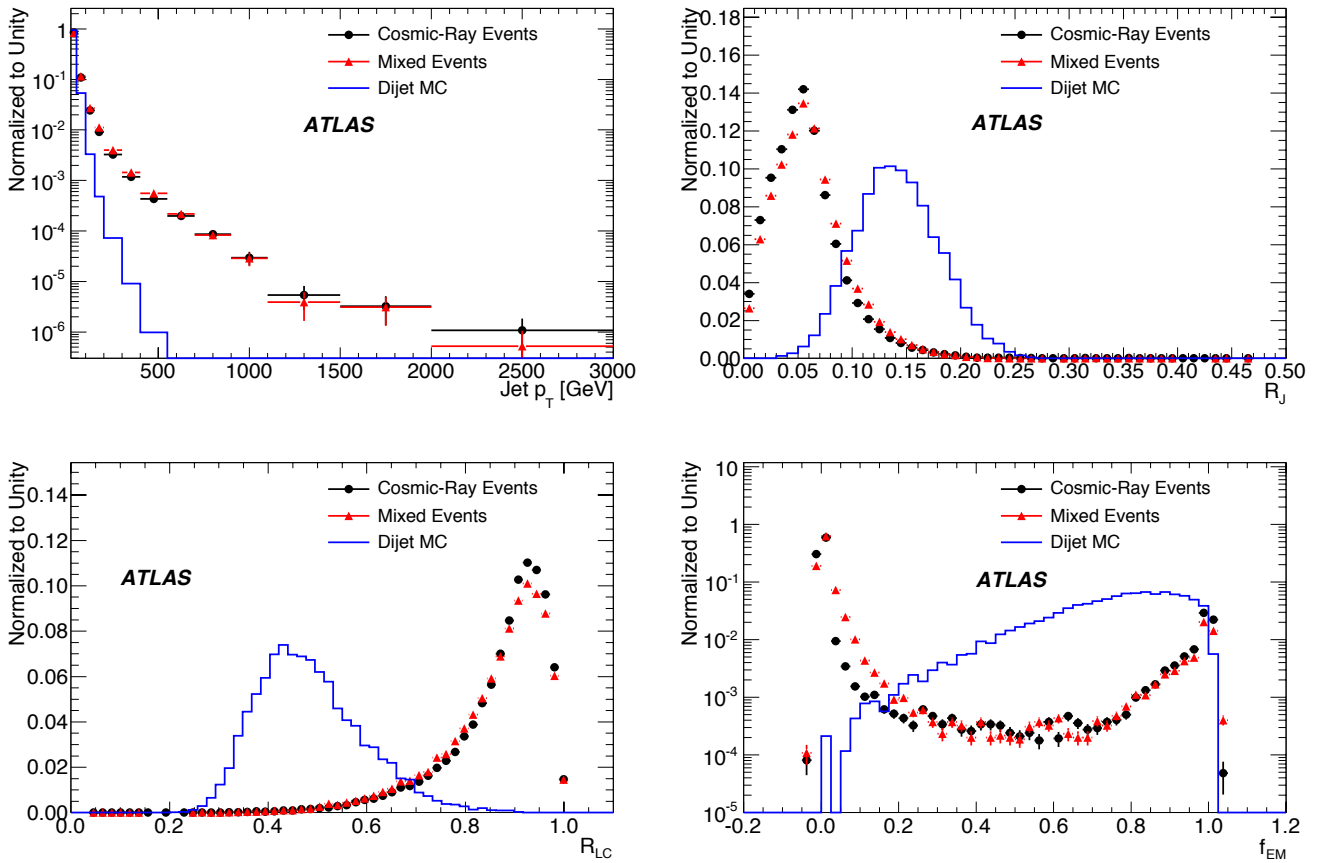 Normalized to Unity
1
10^-1
10^-2
10^-3
10^-4
10^-5
10^-6
Cosmic-Ray Events
Mixed Events
Dijet MC
ATLAS
500 1000 1500 2000 2500 3000
Jet p_T [GeV]
Normalized to Unity
0.18
0.16
0.14
0.12
0.10
0.08
0.06
0.04
0.02
0.00
Cosmic-Ray Events
Mixed Events
Dijet MC
ATLAS
0.00 0.05 0.10 0.15 0.20 0.25 0.30 0.35 0.40 0.45 0.50
R_J
Normalized to Unity
0.14
0.12
0.10
0.08
0.06
0.04
0.02
0.00
Cosmic-Ray Events
Mixed Events
Dijet MC
ATLAS
0.0 0.2 0.4 0.6 0.8 1.0
R_LC
Normalized to Unity
10
1
10^-1
10^-2
10^-3
10^-4
10^-5
Cosmic-Ray Events
Mixed Events
Dijet MC
ATLAS
-0.2 0.0 0.2 0.4 0.6 0.8 1.0 1.2
f_EM